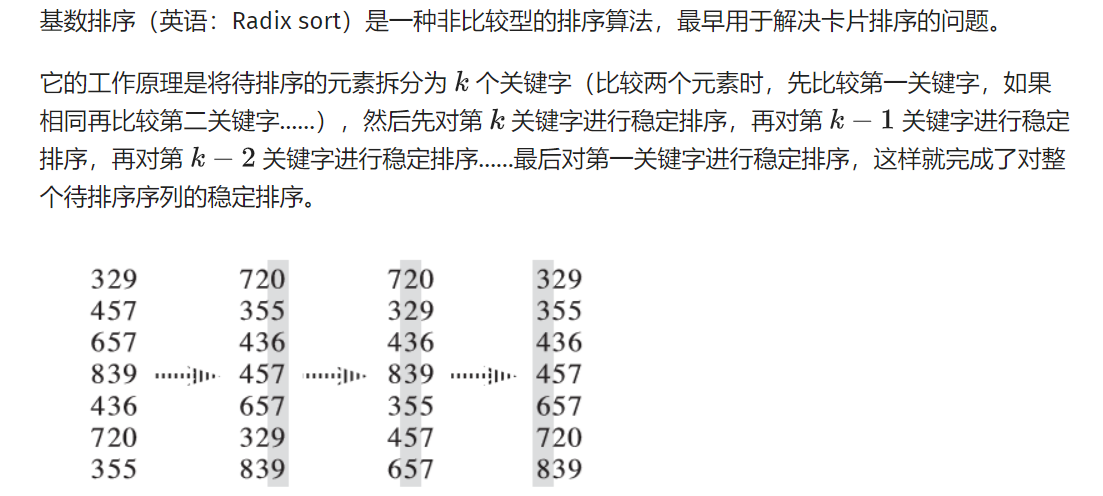 基数排序（英语：Radix sort）是一种非比较型的排序算法，最早用于解决卡片排序的问题。
它的工作原理是将待排序的元素拆分为 k 个关键字（比较两个元素时，先比较第一关键字，如果
相同再比较第二关键字......），然后先对第 k 关键字进行稳定排序，再对第 k − 1 关键字进行稳定
排序，再对第 k − 2 关键字进行稳定排序......最后对第一关键字进行稳定排序，这样就完成了对整
个待排序序列的稳定排序。
329 720 720 329
457 355 329 355
657 436 436 436
839 457 839 457
436 657 355 657
720 329 457 720
355 839 657 839